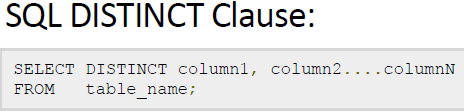 SQL DISTINCT Clause:
SELECT DISTINCT column1, column2....columnN
FROM   table_name;